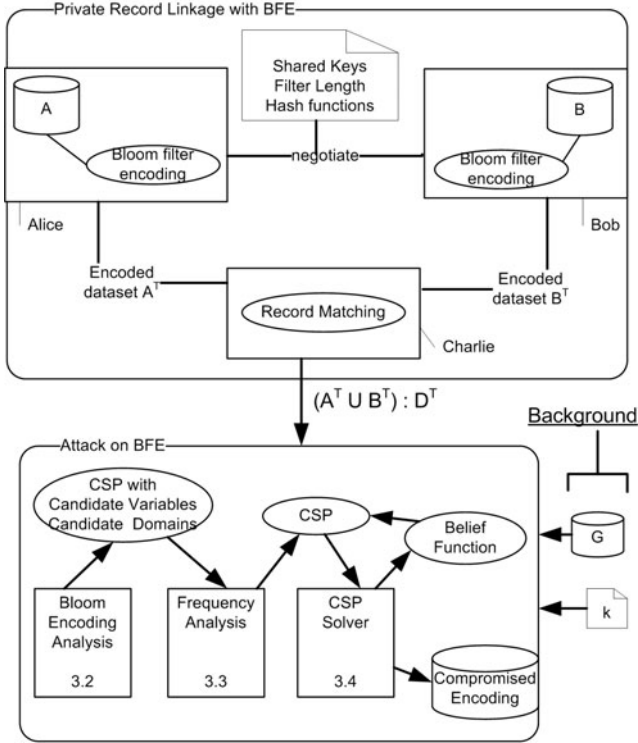 Private Record Linkage with BFE
Shared Keys
Filter Length
Hash functions
A
B
Bloom filter
encoding
negotiate
Bloom filter
encoding
Alice
Bob
Encoded
dataset A^T
Encoded
dataset B^T
Record Matching
Charlie
(A^T U B^T) : D^T
Background
Attack on BFE
CSP with
Candidate Variables
Candidate Domains
CSP
Belief
Function
G
Bloom
Encoding
Analysis
3.2
Frequency
Analysis
3.3
CSP
Solver
3.4
k
Compromised
Encoding